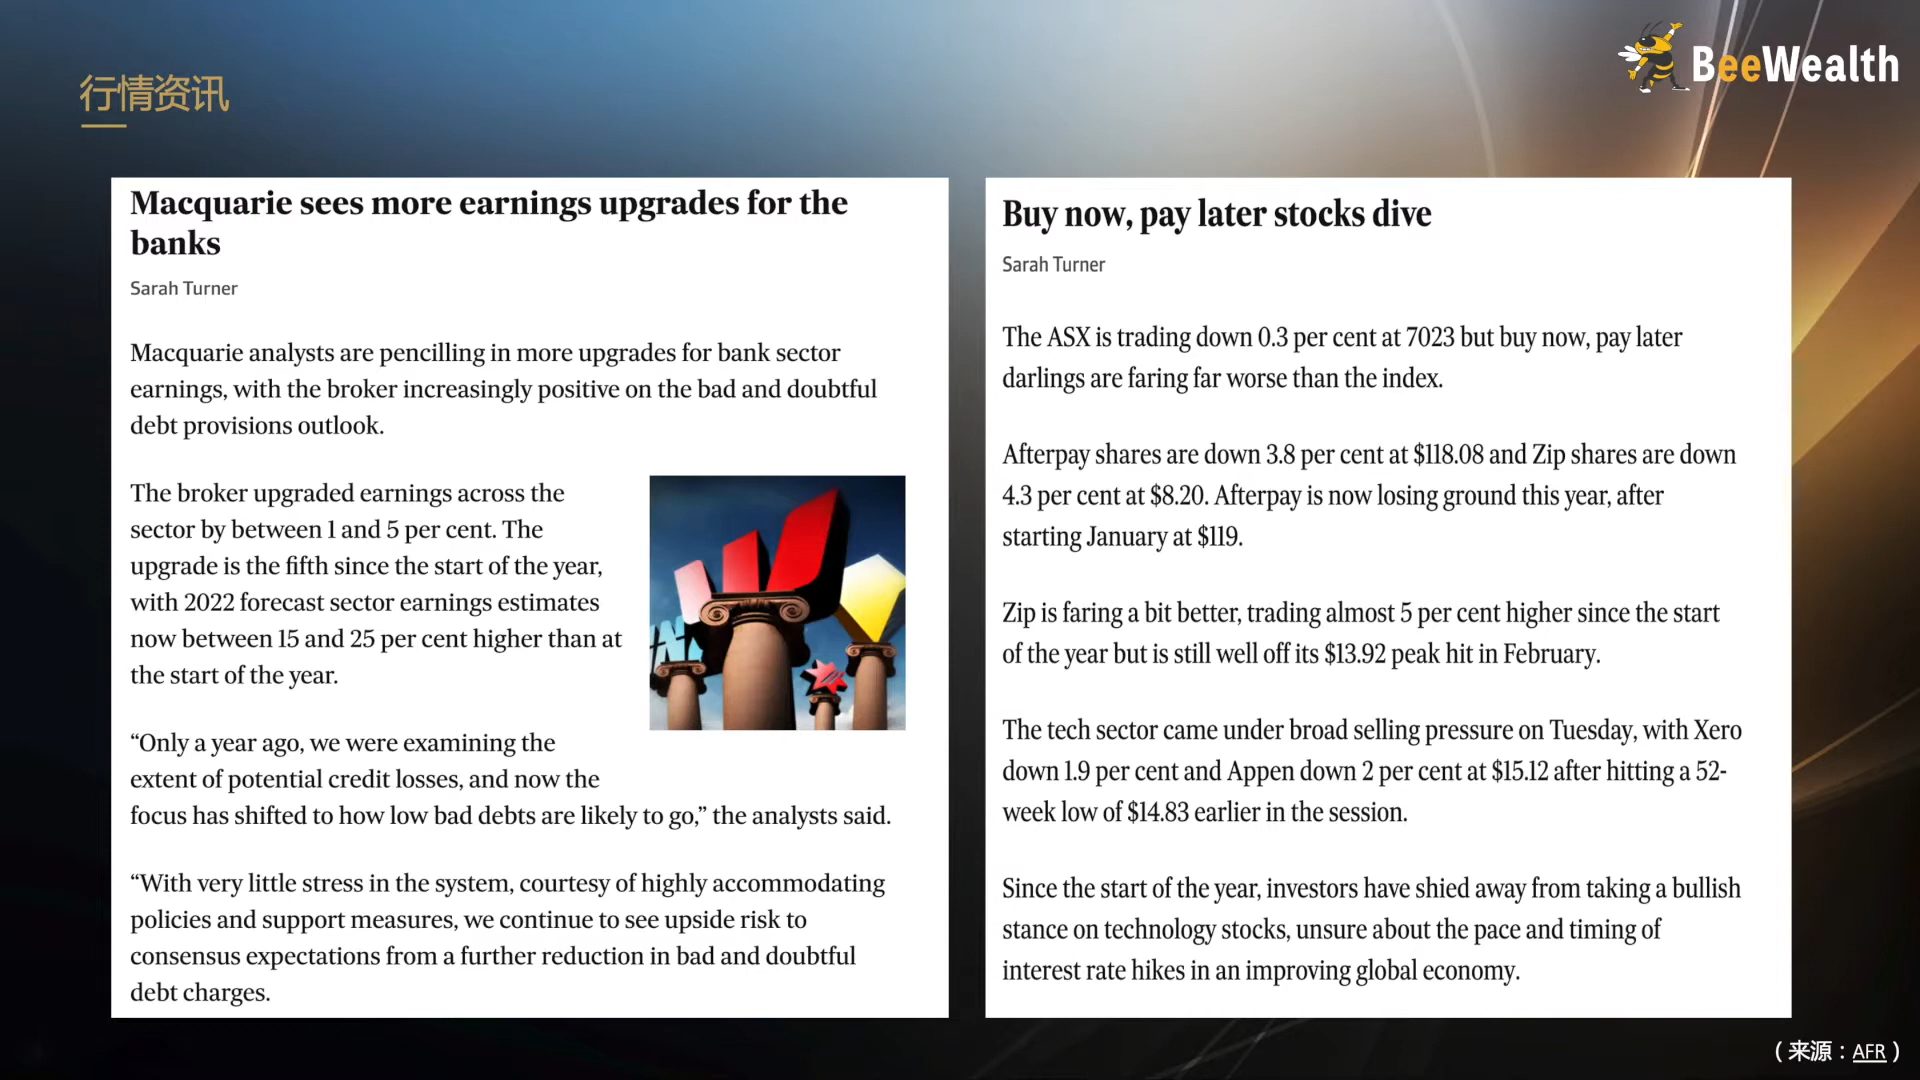 行情资讯
BeeWealth
Macquarie sees more earnings upgrades for the
banks
Sarah Turner
Macquarie analysts are pencilling in more upgrades for bank sector
earnings, with the broker increasingly positive on the bad and doubtful
debt provisions outlook.
The broker upgraded earnings across the
sector by between 1 and 5 per cent. The
upgrade is the fifth since the start of the year,
with 2022 forecast sector earnings estimates
now between 15 and 25 per cent higher than at
the start of the year.
“Only a year ago, we were examining the
extent of potential credit losses, and now the
focus has shifted to how low bad debts are likely to go,” the analysts said.
“With very little stress in the system, courtesy of highly accommodating
policies and support measures, we continue to see upside risk to
consensus expectations from a further reduction in bad and doubtful
debt charges.
Buy now, pay later stocks dive
Sarah Turner
The ASX is trading down 0.3 per cent at 7023 but buy now, pay later
darlings are faring far worse than the index.
Afterpay shares are down 3.8 per cent at $118.08 and Zip shares are down
4.3 per cent at $8.20. Afterpay is now losing ground this year, after
starting January at $119.
Zip is faring a bit better, trading almost 5 per cent higher since the start
of the year but is still well off its $13.92 peak hit in February.
The tech sector came under broad selling pressure on Tuesday, with Xero
down 1.9 per cent and Appen down 2 per cent at $15.12 after hitting a 52-
week low of $14.83 earlier in the session.
Since the start of the year, investors have shied away from taking a bullish
stance on technology stocks, unsure about the pace and timing of
interest rate hikes in an improving global economy.
（来源：AFR）